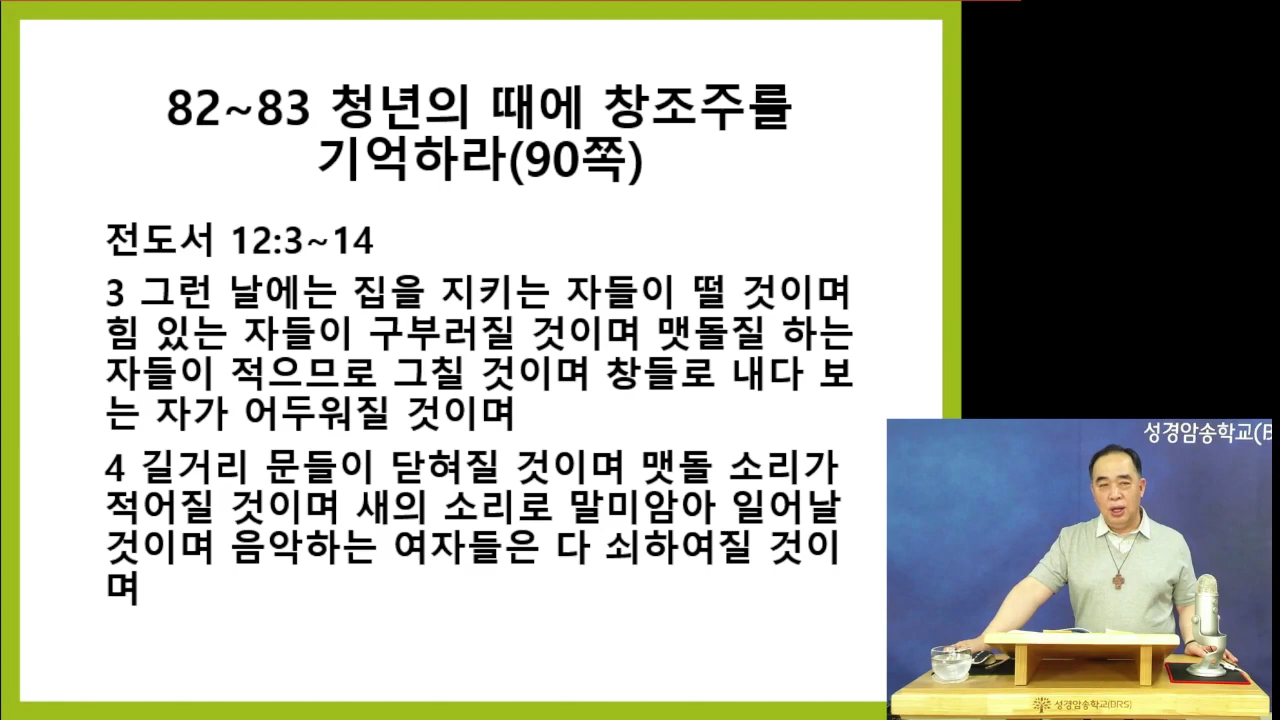 82~83 청년의 때에 창조주를
기억하라(90쪽)
전도서 12:3~14
3 그런 날에는 집을 지키는 자들이 떨 것이며
힘 있는 자들이 구부러질 것이며 맷돌질 하는
자들이 적으므로 그칠 것이며 창들로 내다 보
는 자가 어두워질 것이며
4 길거리 문들이 닫혀질 것이며 맷돌 소리가
적어질 것이며 새의 소리로 말미암아 일어날
것이며 음악하는 여자들은 다 쇠하여질 것이
며
성경암송학교(B
성경암송학교(BRS)